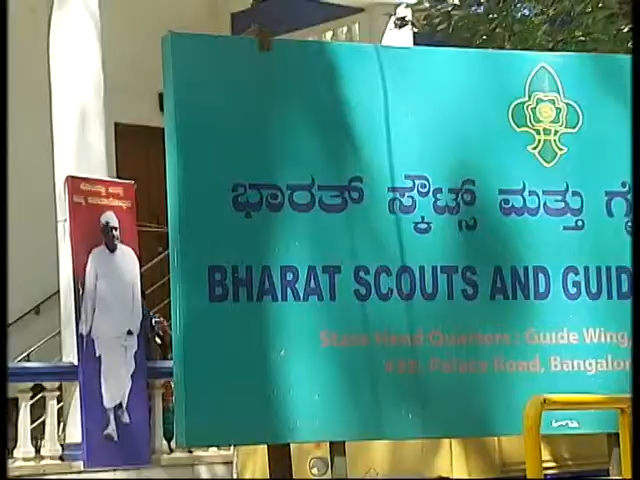 ಭಾರತ್ ಸ್ಕೌಟ್ಸ್ ಮತ್ತು
BHARAT SCOUTS AND GUID
State Head Quarters : Guide Wing,
Palace Road, Bangalor